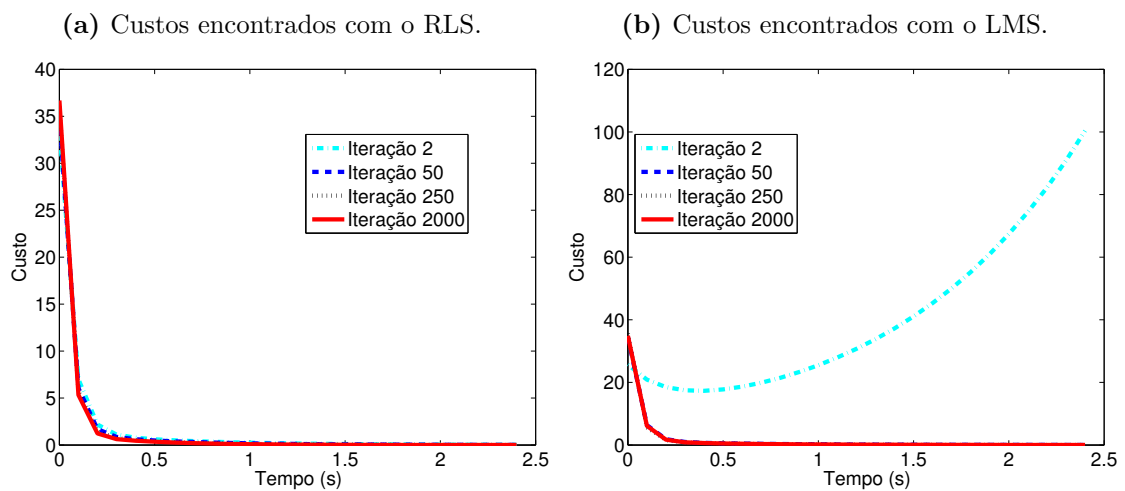 (a) Custos encontrados com o RLS.
40
35
30
25
20
15
10
5
0
Custo
0
0.5
1
1.5
2
2.5
Tempo (s)
Iteração 2
Iteração 50
Iteração 250
Iteração 2000
(b) Custos encontrados com o LMS.
120
100
80
60
40
20
0
Custo
0
0.5
1
1.5
2
2.5
Tempo (s)
Iteração 2
Iteração 50
Iteração 250
Iteração 2000